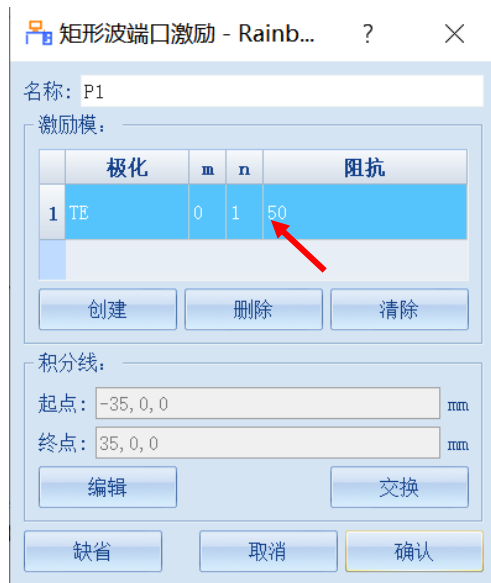 矩形波端口激励 - Rainb... ?
名称: P1
激励模:
极化 m n 阻抗
1 TE 0 1 50
创建 删除 清除
积分线:
起点: -35,0,0 mm
终点: 35,0,0 mm
编辑 交换
缺省 取消 确认